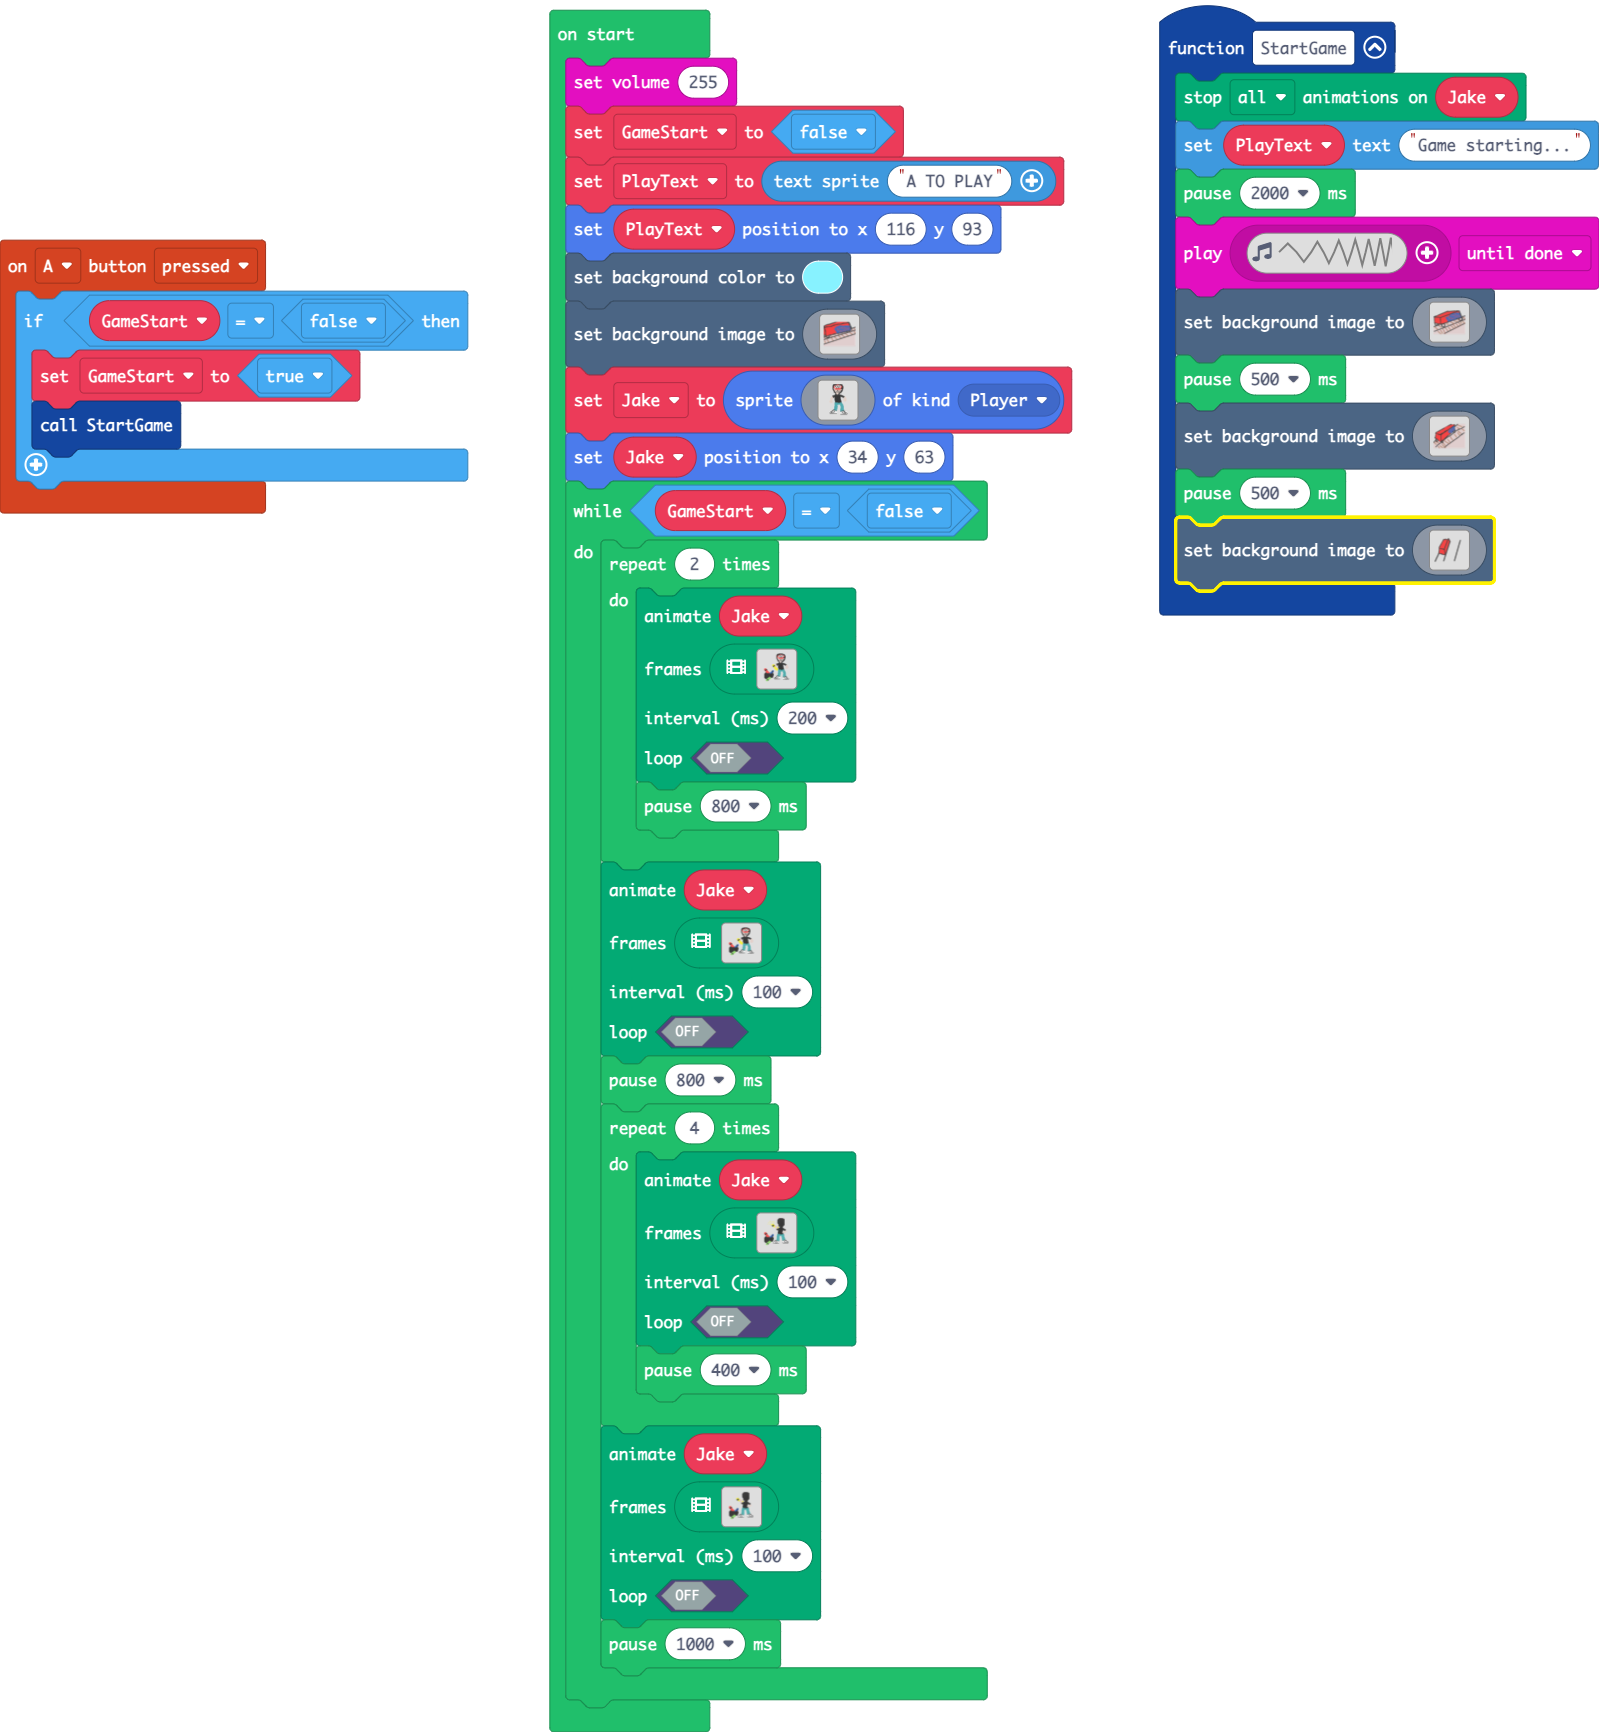 on A button pressed
if GameStart = false then
set GameStart to true
call StartGame
on start
set volume 255
set GameStart to false
set PlayText to text sprite "A TO PLAY"
set PlayText position to x 116 y 93
set background color to
set background image to
set Jake to sprite of kind Player
set Jake position to x 34 y 63
while GameStart = false
do
repeat 2 times
do
animate Jake
frames
interval (ms) 200
loop OFF
pause 800 ms
animate Jake
frames
interval (ms) 100
loop OFF
pause 800 ms
repeat 4 times
do
animate Jake
frames
interval (ms) 100
loop OFF
pause 400 ms
animate Jake
frames
interval (ms) 100
loop OFF
pause 1000 ms
function StartGame
stop all animations on Jake
set PlayText text "Game starting..."
pause 2000 ms
play until done
set background image to
pause 500 ms
set background image to
pause 500 ms
set background image to